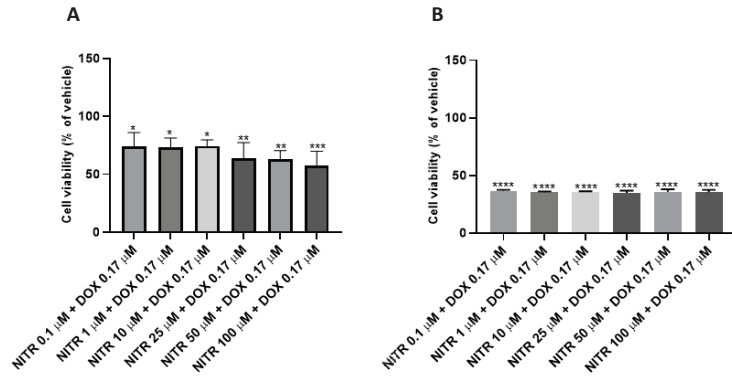 A
Cell viability (% of vehicle)
150
100
50
0
*
*
*
**
**
***
NITR 0.1 µM + DOX 0.17 µM
NITR 1 µM + DOX 0.17 µM
NITR 10 µM + DOX 0.17 µM
NITR 25 µM + DOX 0.17 µM
NITR 50 µM + DOX 0.17 µM
NITR 100 µM + DOX 0.17 µM
B
Cell viability (% of vehicle)
150
100
50
0
****
****
****
****
****
****
NITR 0.1 µM + DOX 0.17 µM
NITR 1 µM + DOX 0.17 µM
NITR 10 µM + DOX 0.17 µM
NITR 25 µM + DOX 0.17 µM
NITR 50 µM + DOX 0.17 µM
NITR 100 µM + DOX 0.17 µM